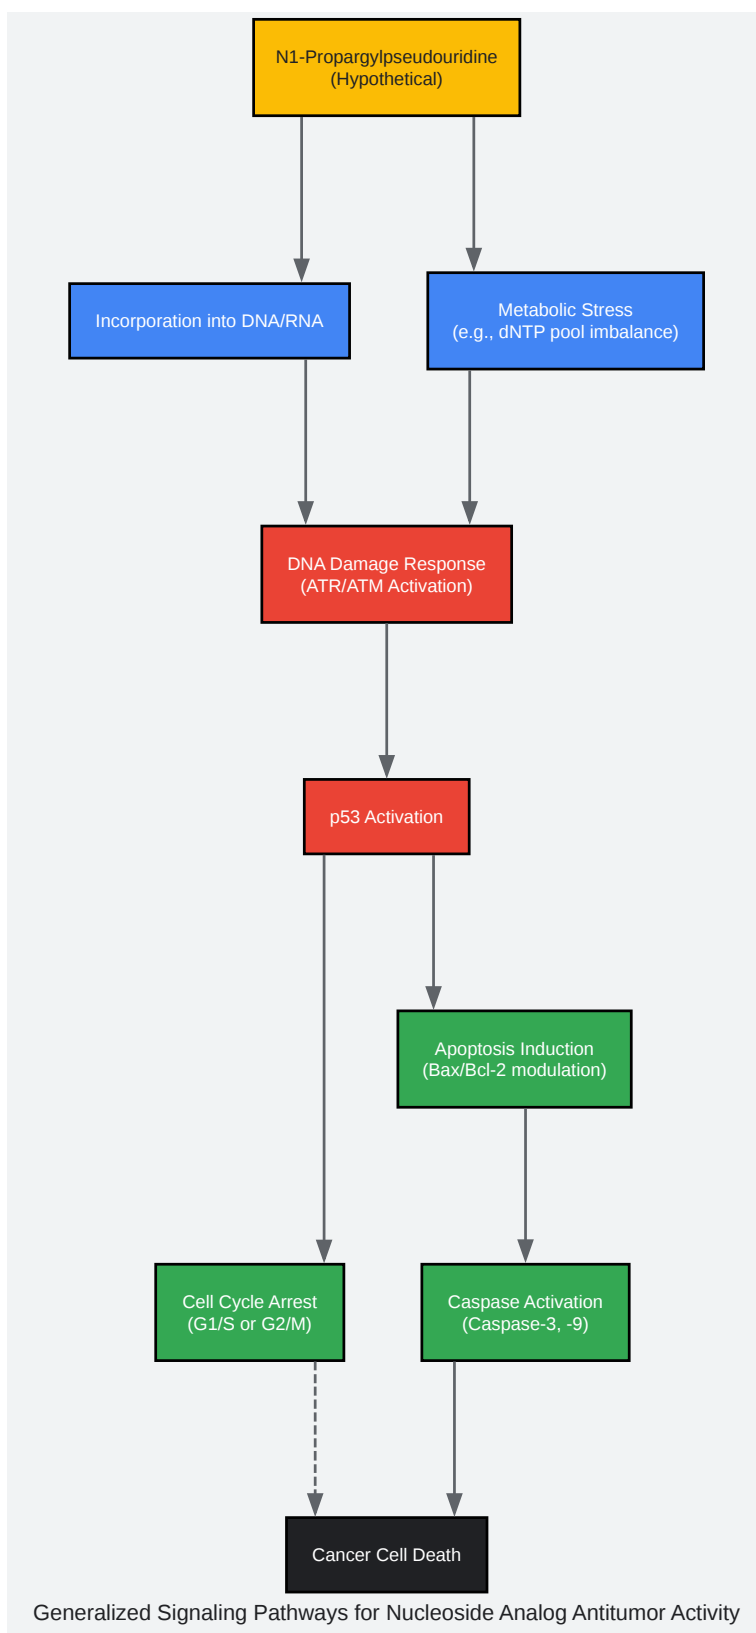 N1-Propargylpseudouridine
(Hypothetical)
Incorporation into DNA/RNA
Metabolic Stress
(e.g., dNTP pool imbalance)
DNA Damage Response
(ATR/ATM Activation)
p53 Activation
Apoptosis Induction
(Bax/Bcl-2 modulation)
Cell Cycle Arrest
(G1/S or G2/M)
Caspase Activation
(Caspase-3, -9)
Cancer Cell Death
Generalized Signaling Pathways for Nucleoside Analog Antitumor Activity